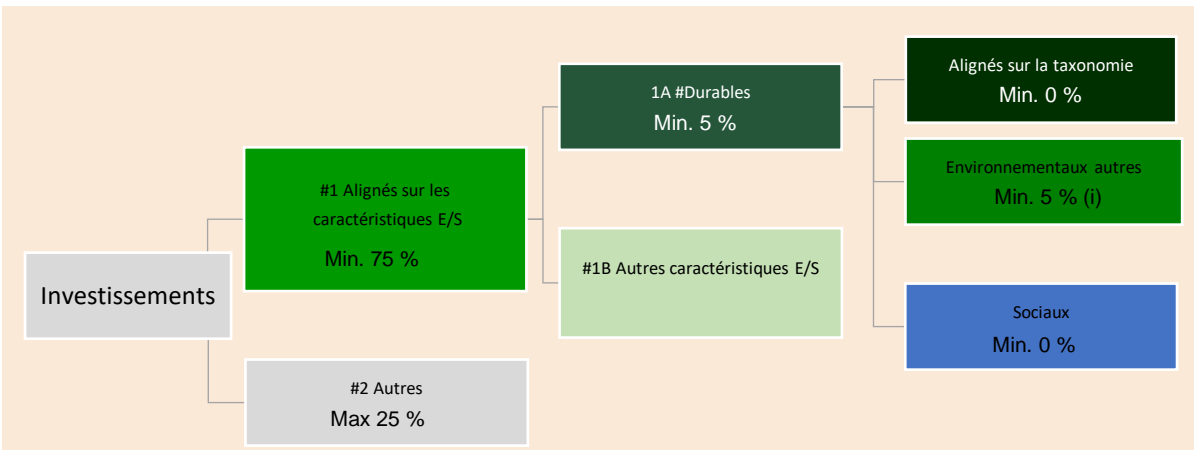 Investissements
#1 Alignés sur les
caractéristiques E/S
Min. 75 %
#2 Autres
Max 25 %
1A #Durables
Min. 5 %
#1B Autres caractéristiques E/S
Alignés sur la taxonomie
Min. 0 %
Environnementaux autres
Min. 5 % (i)
Sociaux
Min. 0 %